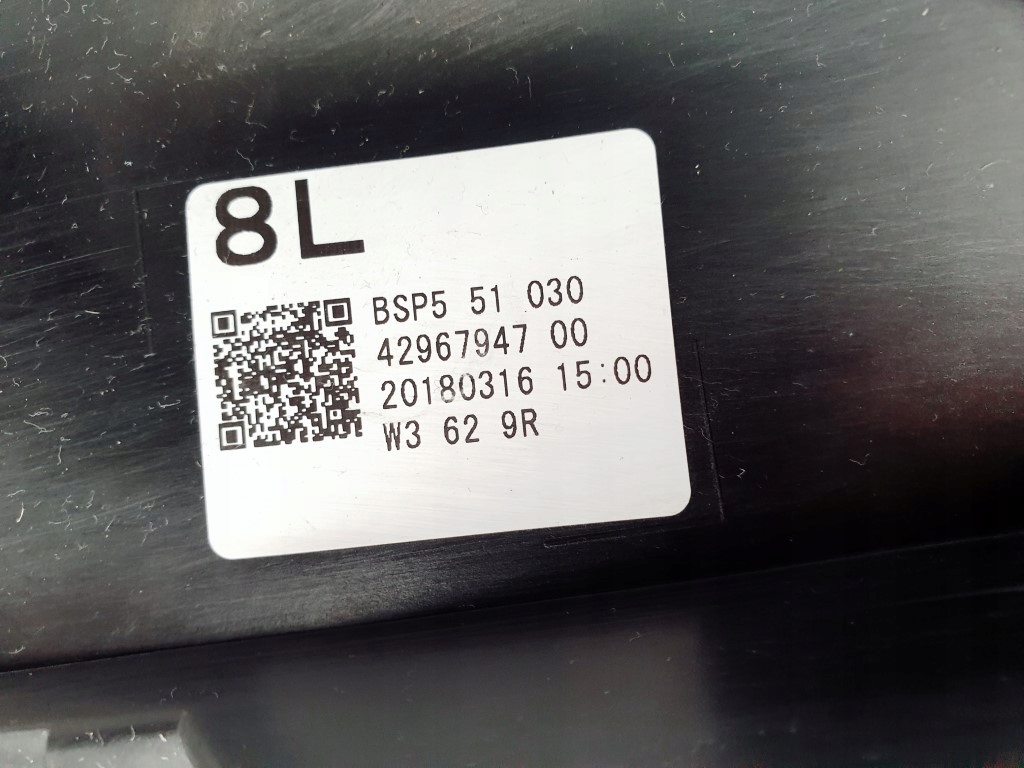 8L
BSP5 51 030
42967947 00
20180316 15:00
W3 62 9R